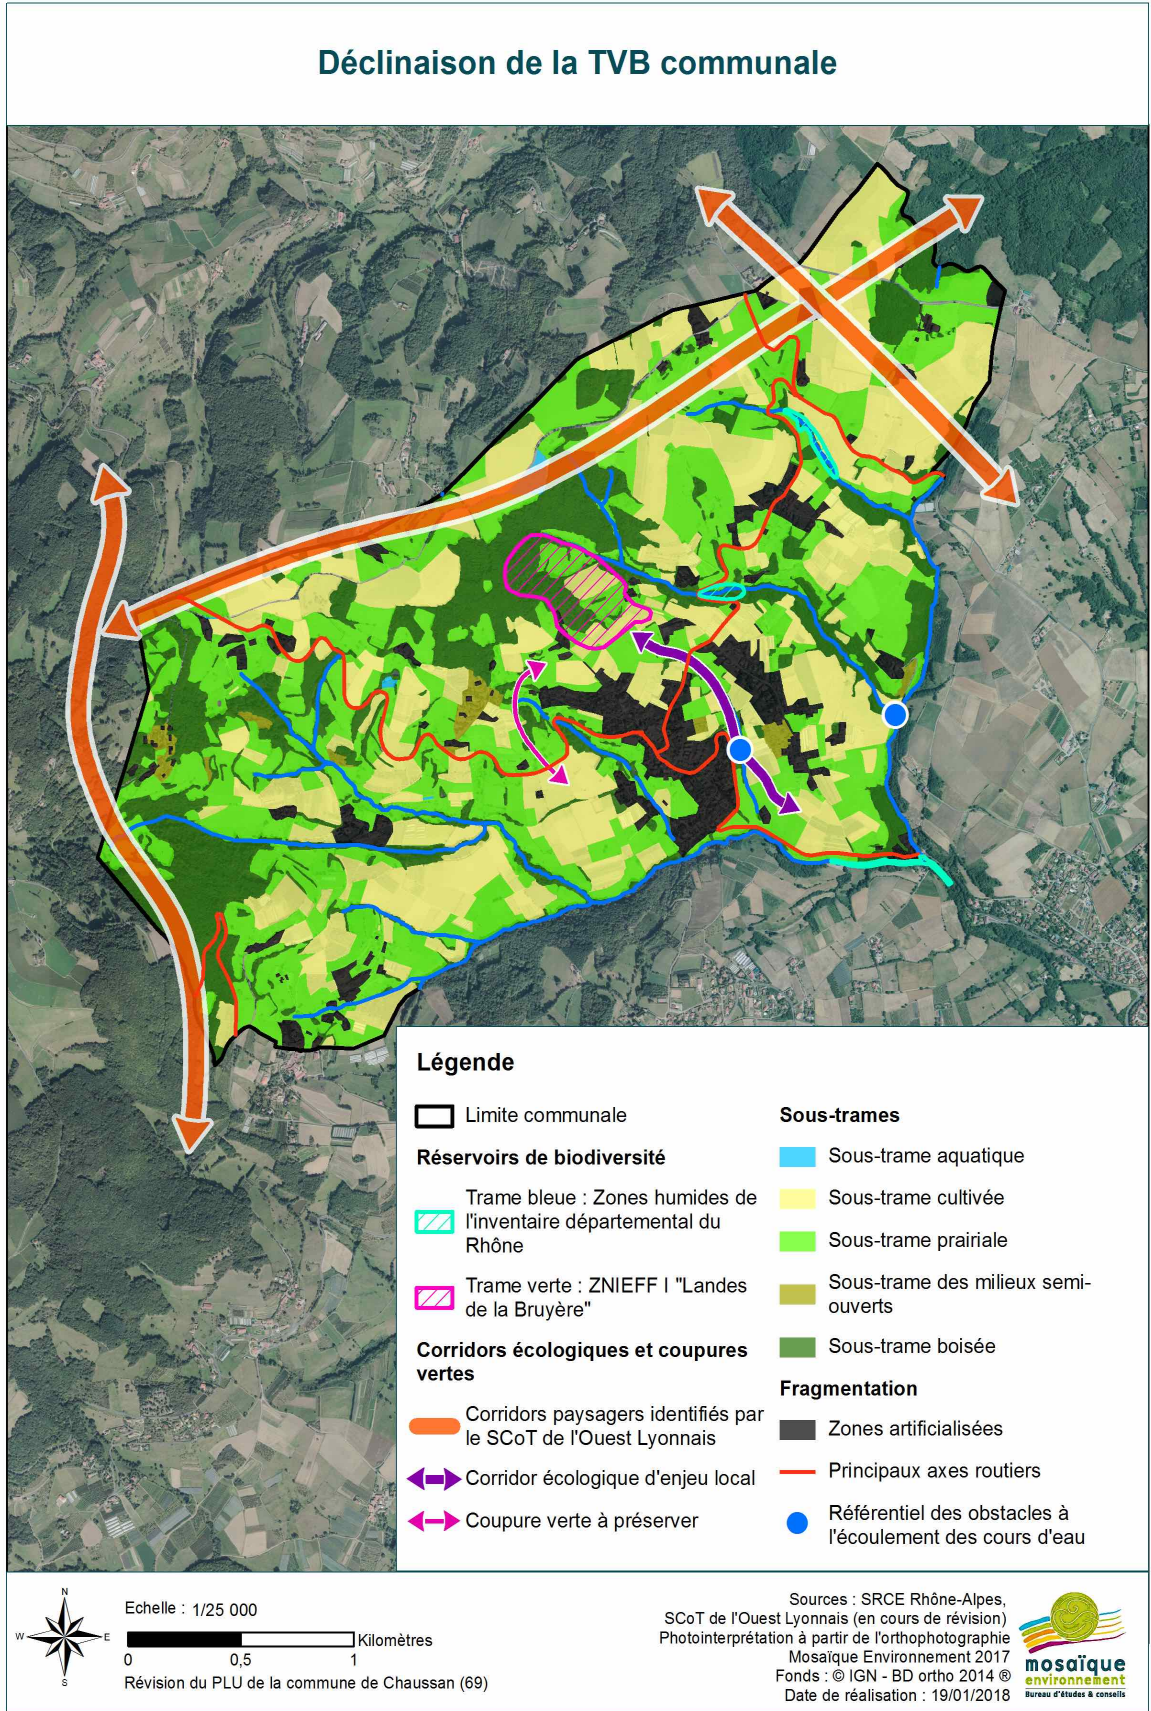 Déclinaison de la TVB communale
Légende
Limite communale
Réservoirs de biodiversité
Trame bleue : Zones humides de
l'inventaire départemental du
Rhône
Trame verte : ZNIEFF I "Landes
de la Bruyère"
Corridors écologiques et coupures
vertes
Corridors paysagers identifiés par
le SCoT de l'Ouest Lyonnais
Corridor écologique d'enjeu local
Coupure verte à préserver
Sous-trames
Sous-trame aquatique
Sous-trame cultivée
Sous-trame prairiale
Sous-trame des milieux semi-
ouverts
Sous-trame boisée
Fragmentation
Zones artificialisées
Principaux axes routiers
Référentiel des obstacles à
l'écoulement des cours d'eau
N
W
E
S
Echelle : 1/25 000
Kilomètres
0 0,5 1
Révision du PLU de la commune de Chaussan (69)
Sources : SRCE Rhône-Alpes,
SCoT de l'Ouest Lyonnais (en cours de révision)
Photointerprétation à partir de l'orthophotographie
Mosaïque Environnement 2017
Fonds : © IGN - BD ortho 2014 ®
Date de réalisation : 19/01/2018
mosaïque
environnement
Bureau d'études & conseils